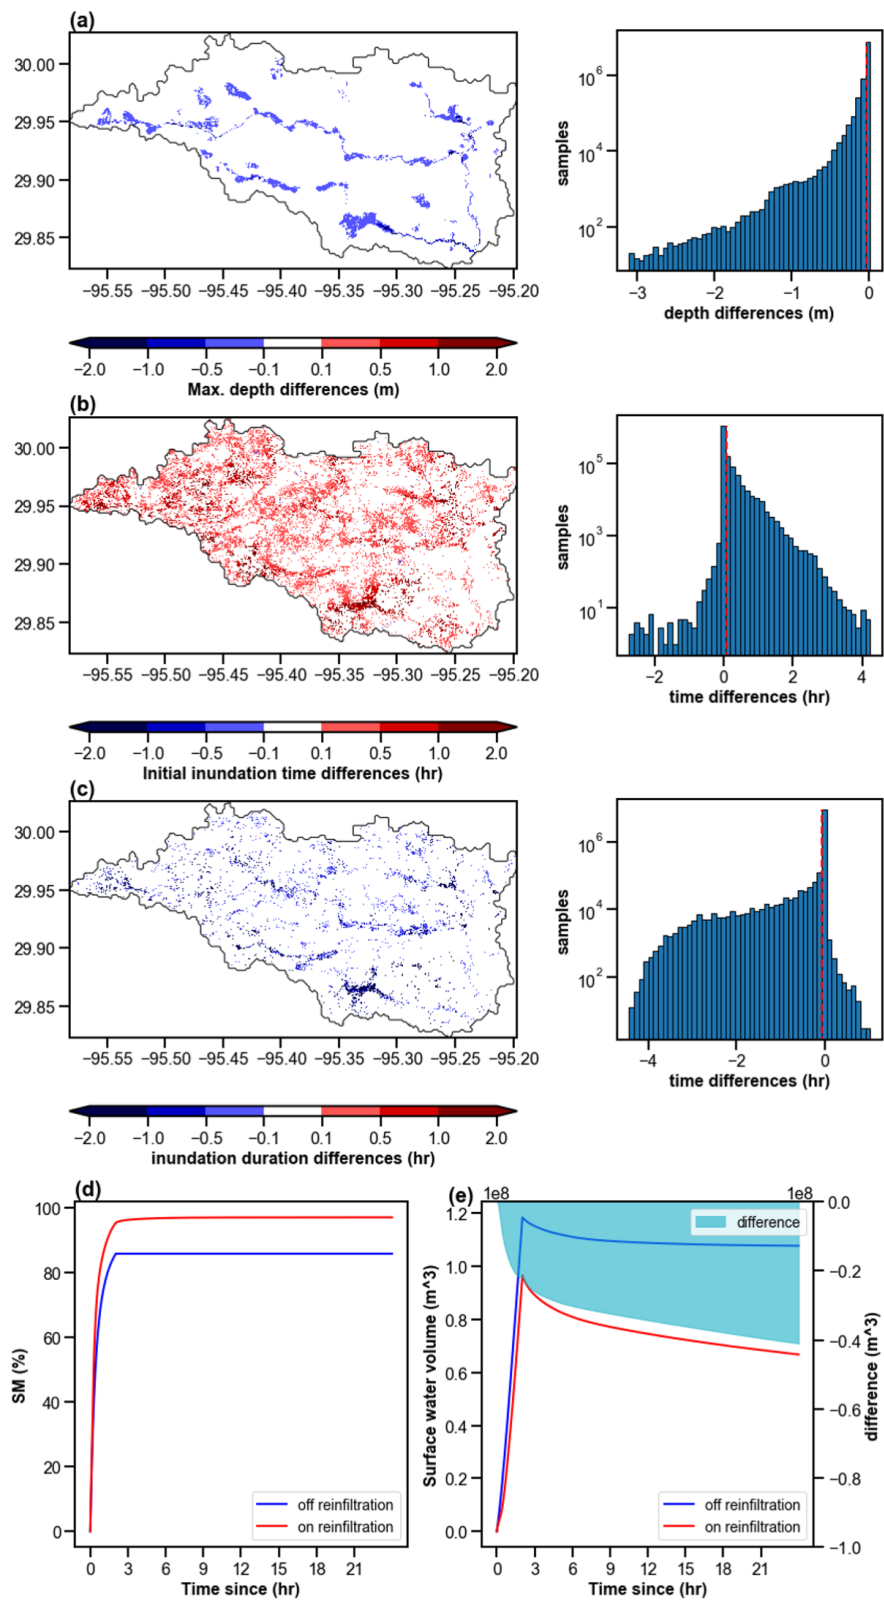 (a)
30.00
29.95
29.90
29.85
−95.55 −95.50 −95.45 −95.40 −95.35 −95.30 −95.25 −95.20
−2.0 −1.0 −0.5 −0.1 0.1 0.5 1.0 2.0
Max. depth differences (m)
samples
10^6
10^4
10^2
−3 −2 −1 0
depth differences (m)
(b)
30.00
29.95
29.90
29.85
−95.55 −95.50 −95.45 −95.40 −95.35 −95.30 −95.25 −95.20
−2.0 −1.0 −0.5 −0.1 0.1 0.5 1.0 2.0
Initial inundation time differences (hr)
samples
10^5
10^3
10^1
−2 0 2 4
time differences (hr)
(c)
30.00
29.95
29.90
29.85
−95.55 −95.50 −95.45 −95.40 −95.35 −95.30 −95.25 −95.20
−2.0 −1.0 −0.5 −0.1 0.1 0.5 1.0 2.0
inundation duration differences (hr)
samples
10^6
10^4
10^2
−4 −2 0
time differences (hr)
(d)
SM (%)
100
80
60
40
20
0
off reinfiltration
on reinfiltration
0 3 6 9 12 15 18 21
Time since (hr)
(e)
1e8
1e8
Surface water volume (m^3)
1.2
1.0
0.8
0.6
0.4
0.2
0.0
difference
0.0
−0.2
−0.4
−0.6
−0.8
−1.0
difference (m^3)
off reinfiltration
on reinfiltration
0 3 6 9 12 15 18 21
Time since (hr)